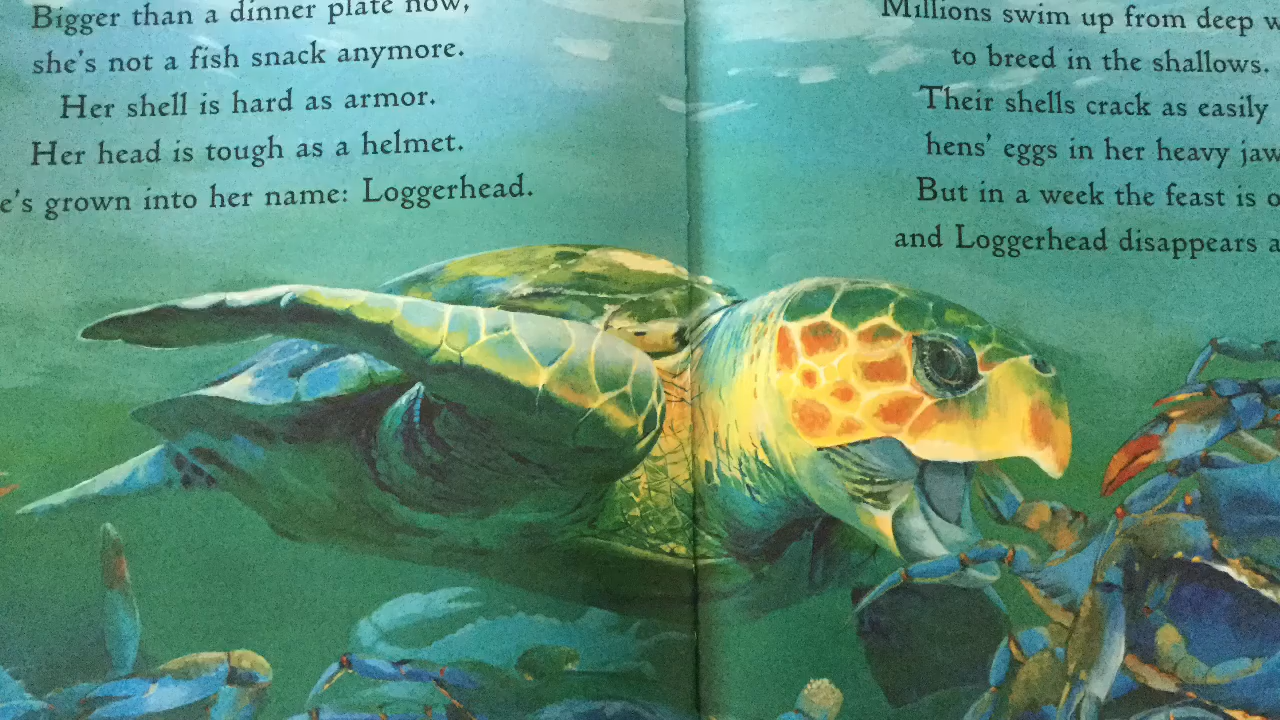 Bigger than a dinner plate now,
she's not a fish snack anymore.
Her shell is hard as armor.
Her head is tough as a helmet.
grown into her name: Loggerhead.
Millions swim up from deep
to breed in the shallows.
Their shells crack as easily
hens' eggs in her heavy
But in a week the feast is
and Loggerhead disappears